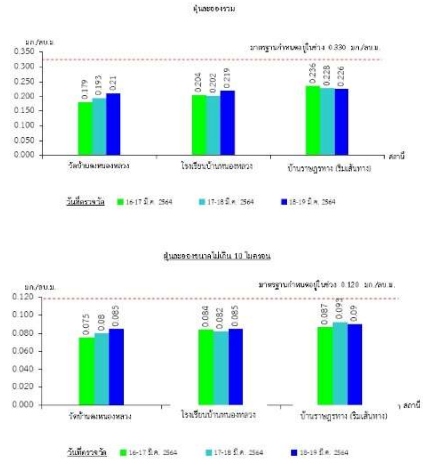 ฝุ่นละอองรวม
มาตรฐานกำหนดอยู่ในช่วง 0.330 มก./ลบ.ม.
มก./ลบ.ม.
0.350
0.300
0.250
0.200
0.150
0.100
0.050
0.000
0.179 0.193 0.21 0.204 0.202 0.219 0.236 0.228 0.226
สถานี
วัดบ้านดงหนองหลวง โรงเรียนบ้านหนองหลวง บ้านราษฎรทาง (ริมเส้นทาง)
วันที่ตรวจวัด 16-17 มี.ค. 2564 17-18 มี.ค. 2564 18-19 มี.ค. 2564
ฝุ่นละอองขนาดไม่เกิน 10 ไมครอน
มก./ลบ.ม. มาตรฐานกำหนดอยู่ในช่วง 0.120 มก./ลบ.ม.
0.120
0.100
0.080
0.060
0.040
0.020
0.000
0.075 0.08 0.085 0.084 0.082 0.085 0.087 0.093 0.09
สถานี
วัดบ้านดงหนองหลวง โรงเรียนบ้านหนองหลวง บ้านราษฎรทาง (ริมเส้นทาง)
วันที่ตรวจวัด 16-17 มี.ค. 2564 17-18 มี.ค. 2564 18-19 มี.ค. 2564